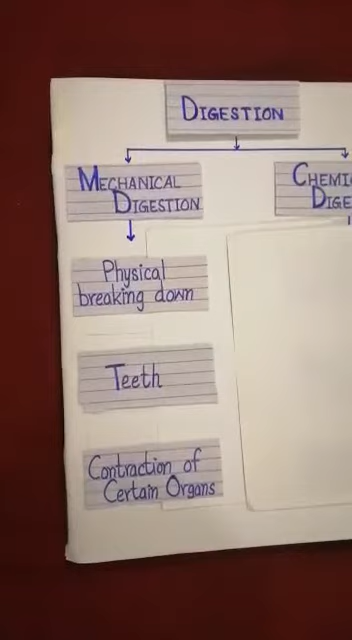 DIGESTION
MECHANICAL
DIGESTION
Physical
breaking down
Teeth
Contraction of
Certain Organs